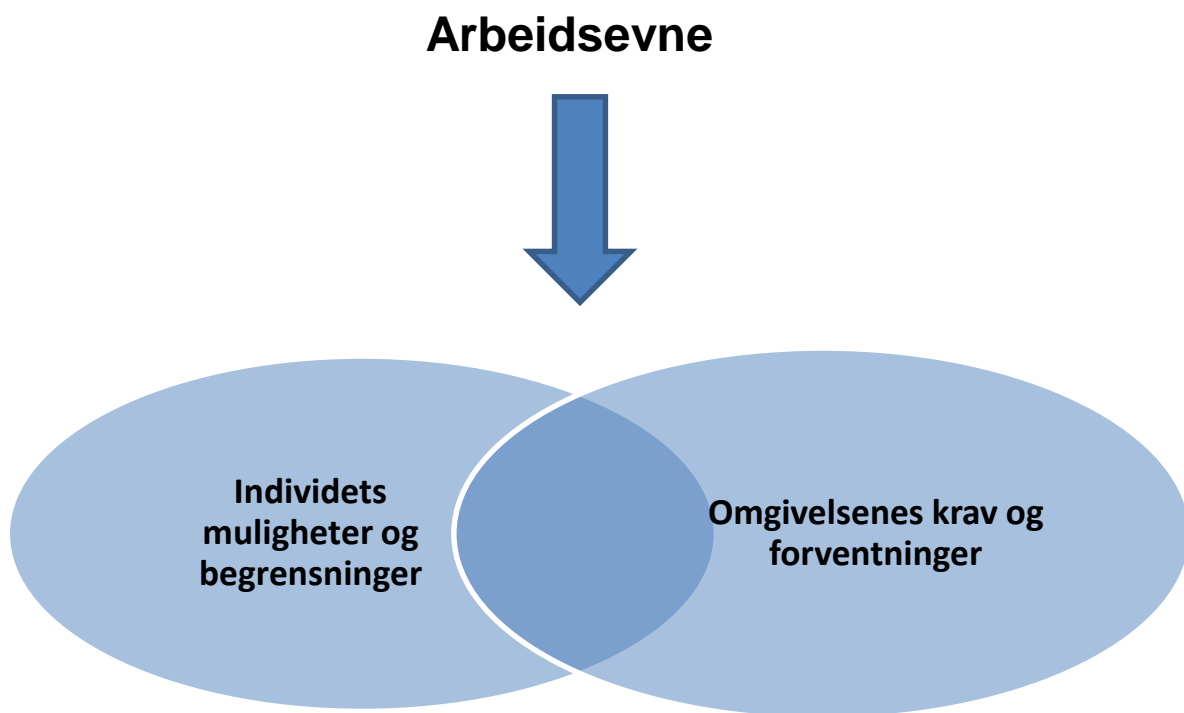 Arbeidsevne
Individets
muligheter og
begrensninger
Omgivelsenes krav og
forventninger